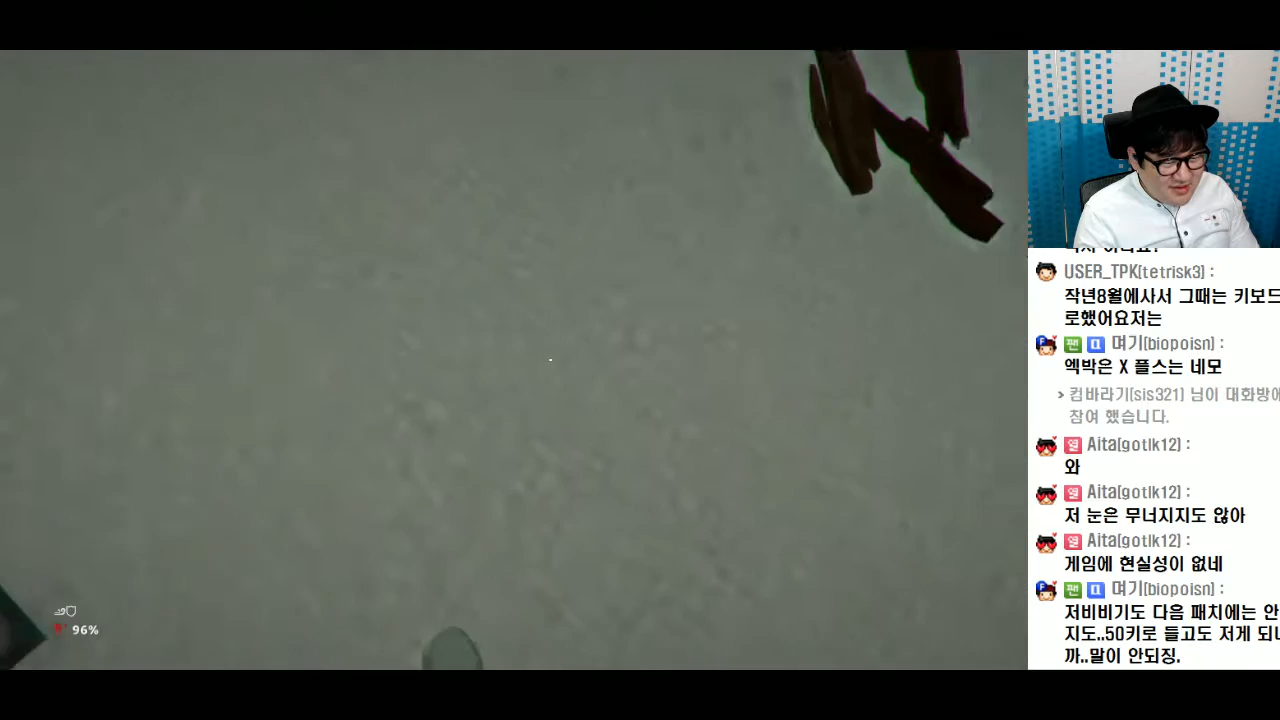 96%
USER_TPK[tetrisk3] :
작년8월에사서 그때는 키보드
로했어요저는
팬 며기[biopoisn] :
엑박은 X 플스는 네모
> 컴바라기[sis321] 님이 대화방에
참여 했습니다.
열 Aita[gotlk12] :
와
열 Aita[gotlk12] :
저 눈은 무너지지도 않아
열 Aita[gotlk12] :
게임에 현실성이 없네
팬 며기[biopoisn] :
저비비기도 다음 패치에는 안
지도..50키로 들고도 저게 되니
까..말이 안되징.